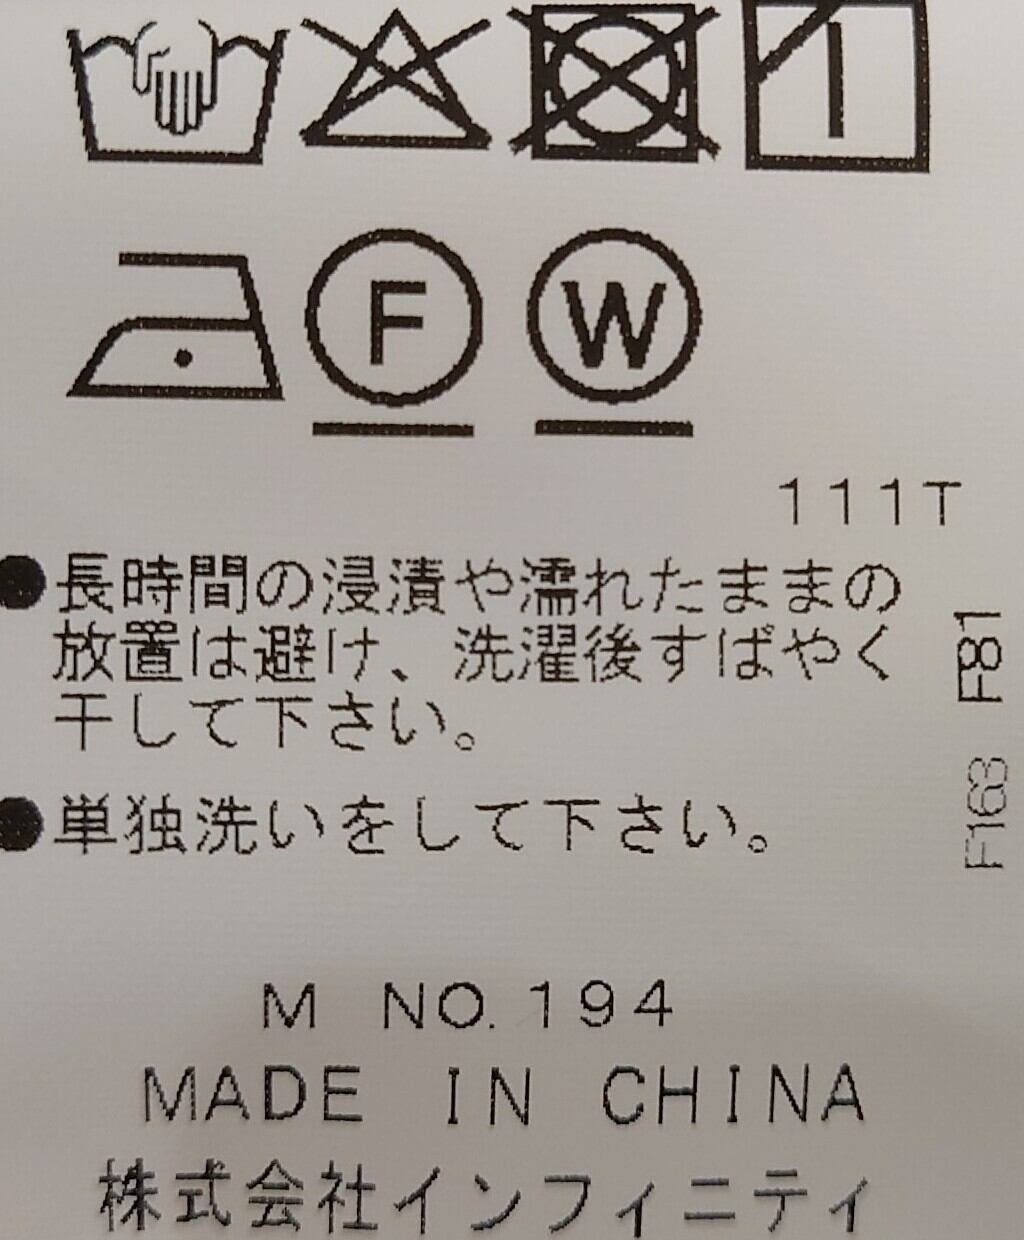 F
W
111T
●長時間の浸漬や濡れたままの
放置は避け、洗濯後すばやく
干して下さい。
●単独洗いをして下さい。
F81
F163
M NO.194
MADE IN CHINA
株式会社インフィニティ